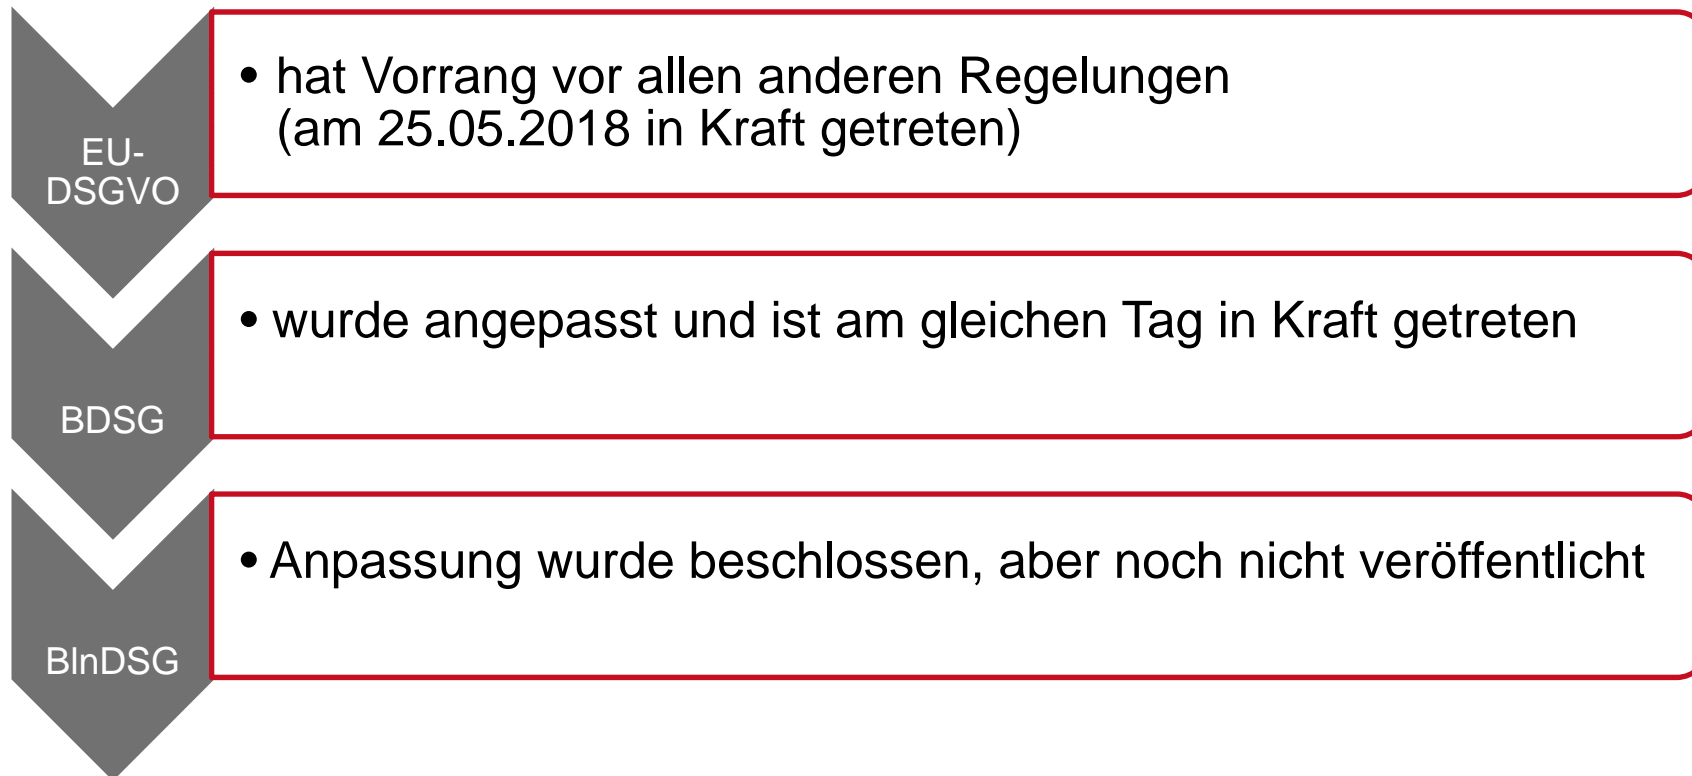 EU-
DSGVO
• hat Vorrang vor allen anderen Regelungen
(am 25.05.2018 in Kraft getreten)
BDSG
• wurde angepasst und ist am gleichen Tag in Kraft getreten
BlnDSG
• Anpassung wurde beschlossen, aber noch nicht veröffentlicht